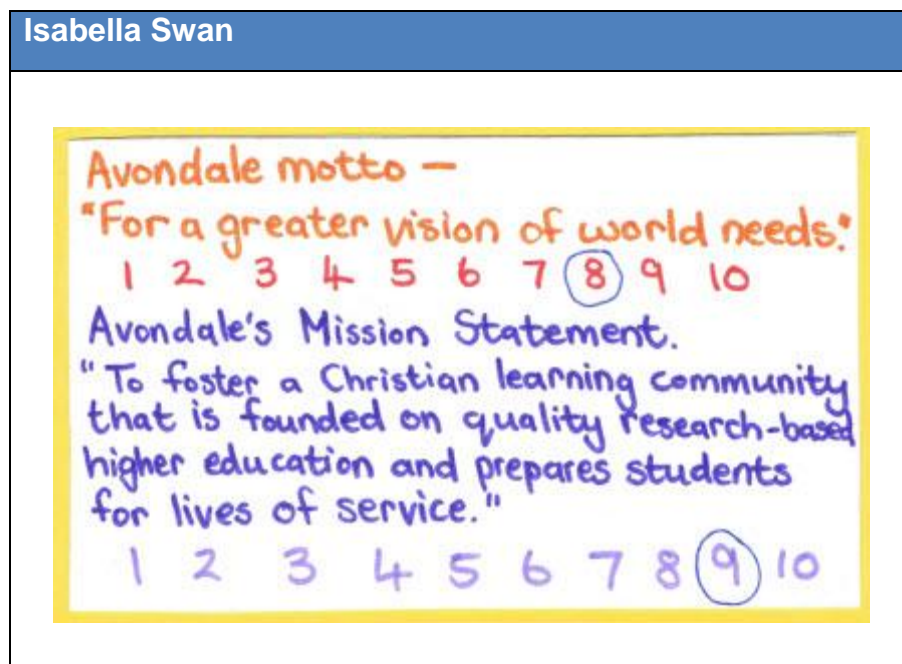 Isabella Swan
Avondale motto –
"For a greater vision of world needs."
1 2 3 4 5 6 7 8 9 10
Avondale's Mission Statement.
"To foster a Christian learning community
that is founded on quality research-based
higher education and prepares students
for lives of service."
1 2 3 4 5 6 7 8 9 10